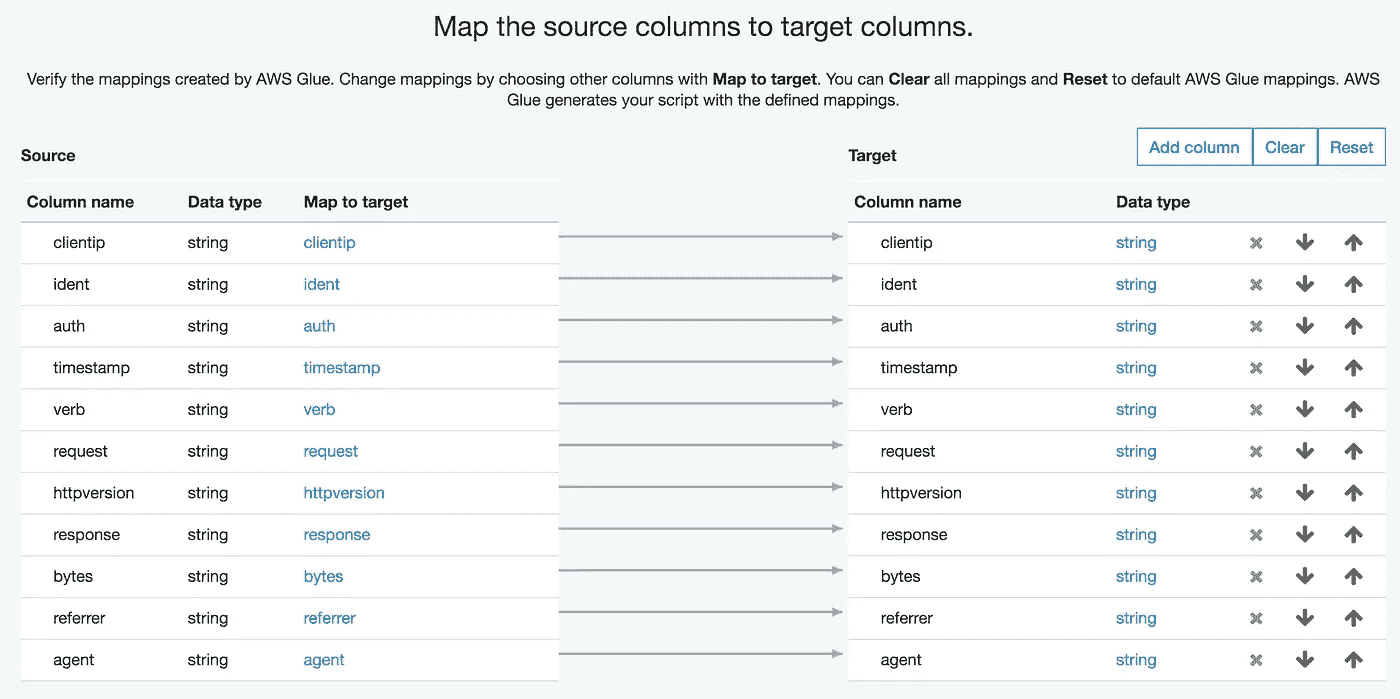 Map the source columns to target columns.
Verify the mappings created by AWS Glue. Change mappings by choosing other columns with Map to target. You can Clear all mappings and Reset to default AWS Glue mappings. AWS
Glue generates your script with the defined mappings.
Source Target Add column Clear Reset
Column name Data type Map to target Column name Data type
clientip string clientip clientip string
ident string ident ident string
auth string auth auth string
timestamp string timestamp timestamp string
verb string verb verb string
request string request request string
httpversion string httpversion httpversion string
response string response response string
bytes string bytes bytes string
referrer string referrer referrer string
agent string agent agent string